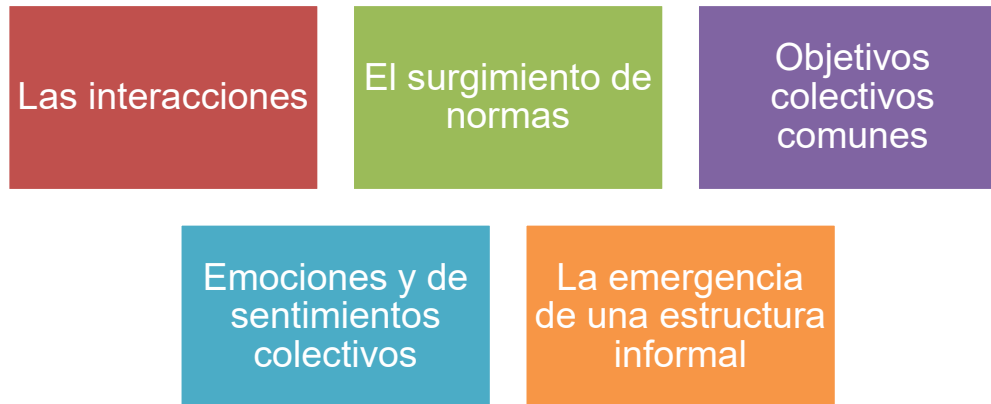 Las interacciones
El surgimiento de
normas
Objetivos
colectivos
comunes
Emociones y de
sentimientos
colectivos
La emergencia
de una estructura
informal